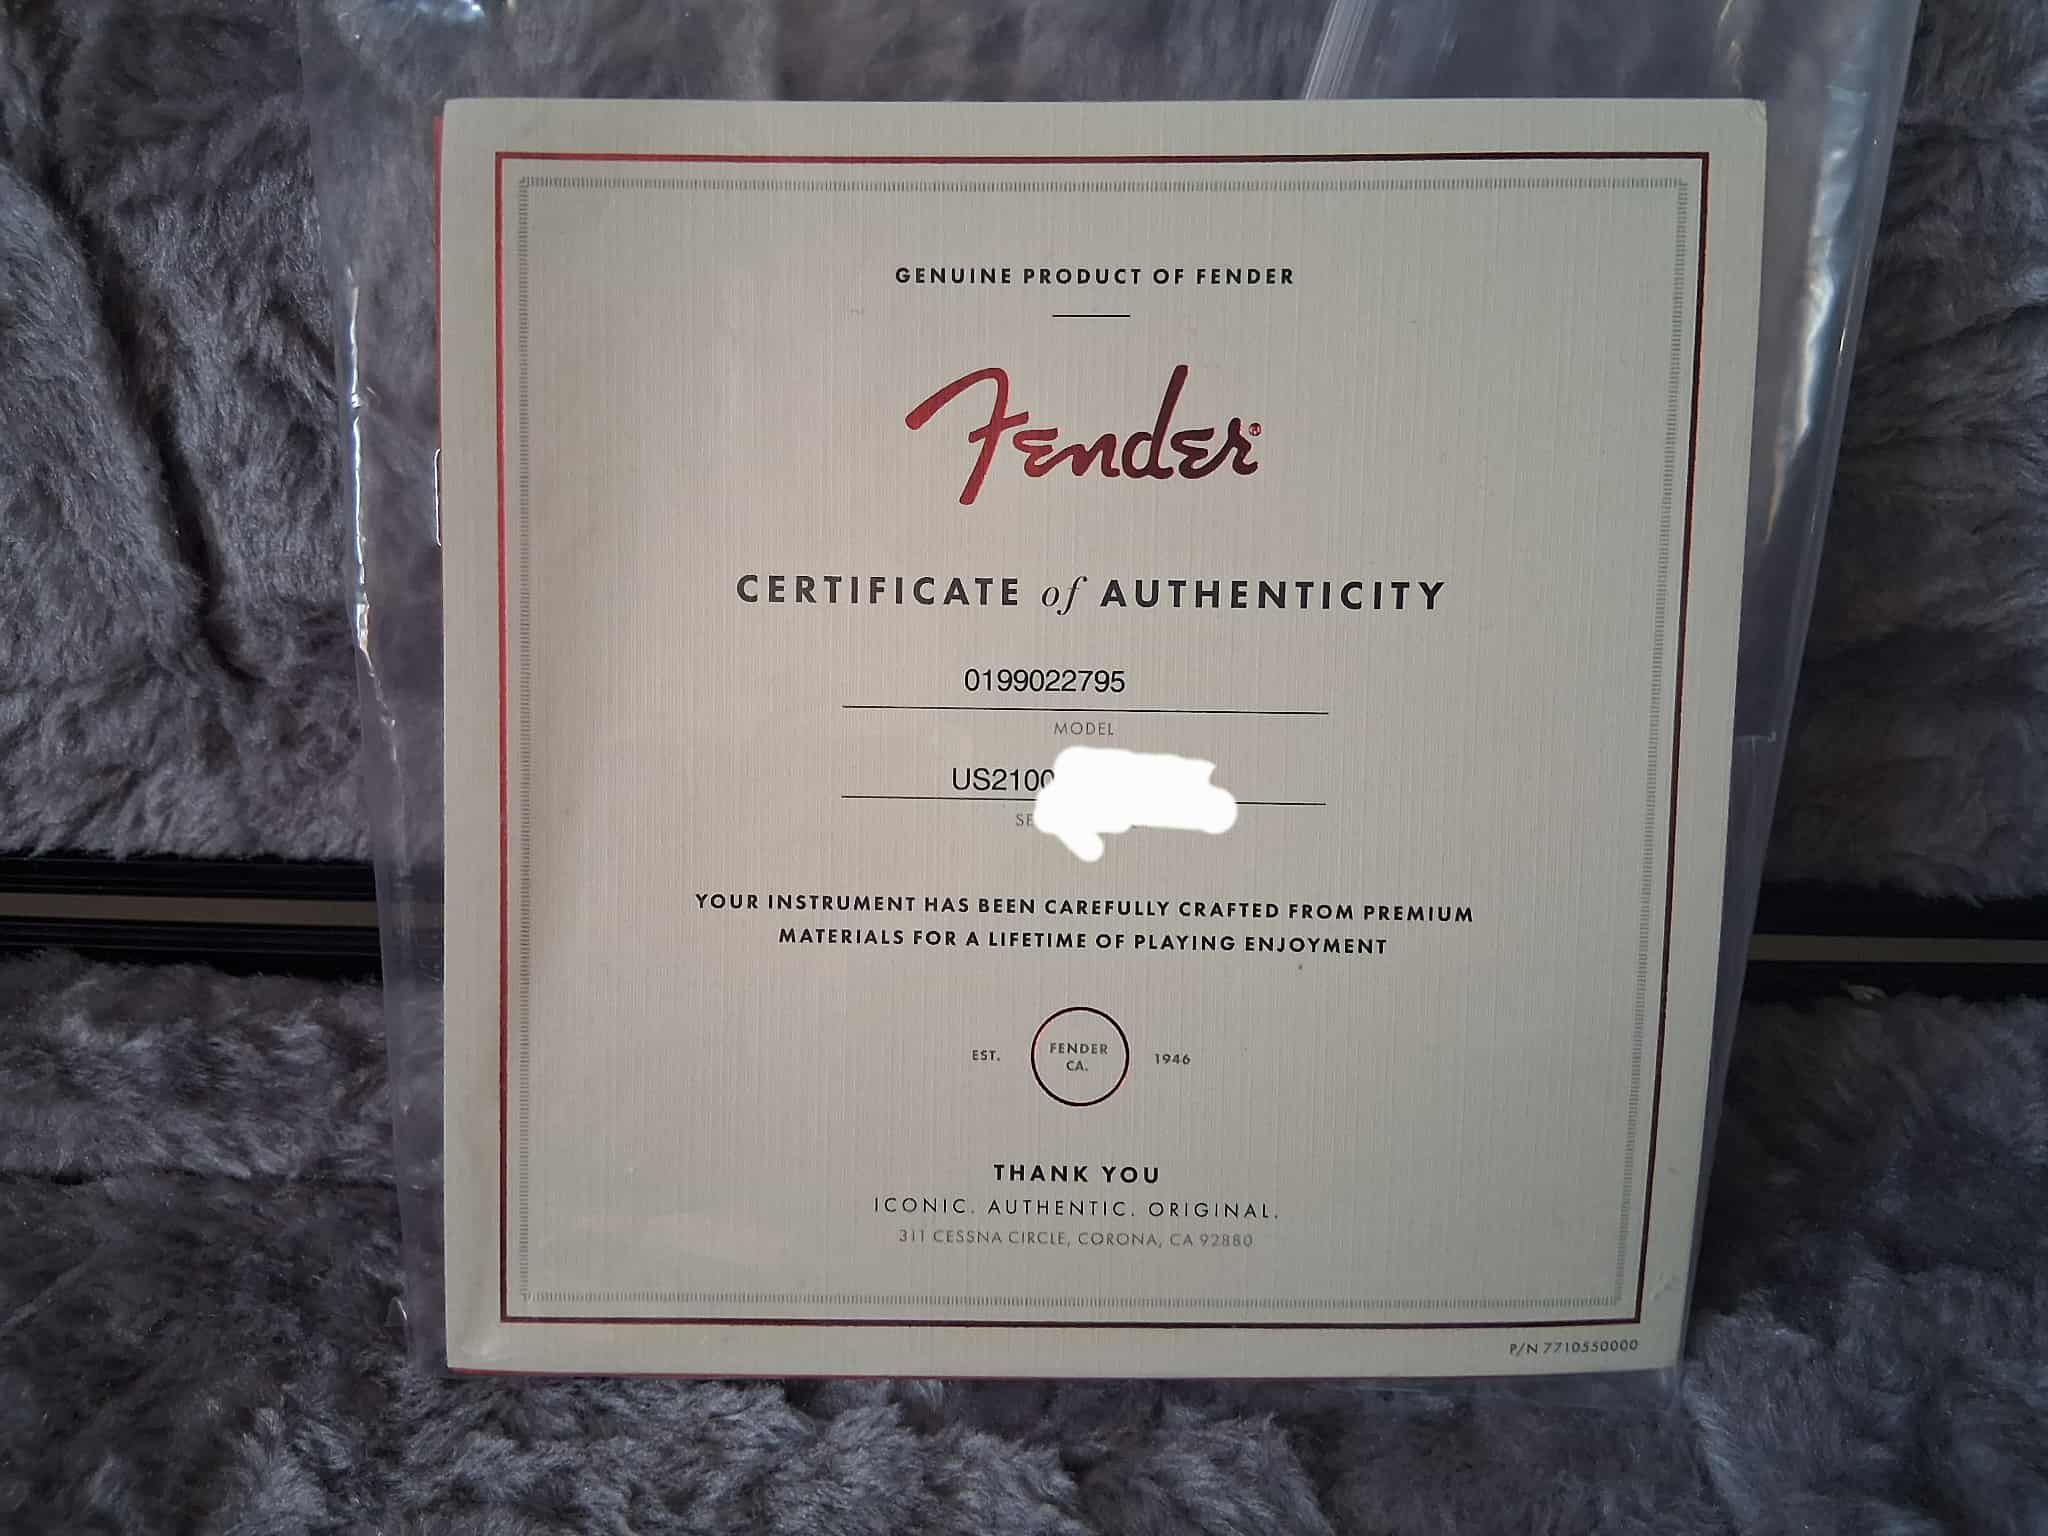 GENUINE PRODUCT OF FENDER
Fender®
CERTIFICATE of AUTHENTICITY
0199022795
MODEL
US2100
SE
YOUR INSTRUMENT HAS BEEN CAREFULLY CRAFTED FROM PREMIUM
MATERIALS FOR A LIFETIME OF PLAYING ENJOYMENT
EST. FENDER CA. 1946
THANK YOU
ICONIC. AUTHENTIC. ORIGINAL.
311 CESSNA CIRCLE, CORONA, CA 92880
P/N 7710550000